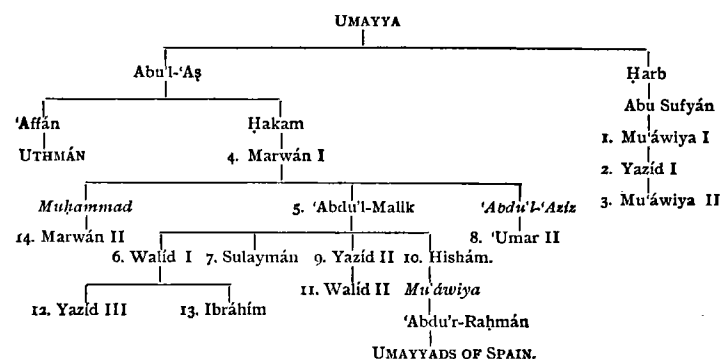 UMAYYA
Abu'l-‘Aṣ Ḥarb
Abu Sufyán
‘Affán Ḥakam
UTHMÁN 4. Marwán I
1. Mu‘áwiya I
2. Yazíd I
3. Mu‘áwiya II
Muḥammad 5. ‘Abdu'l-Malik ‘Abdu'l-‘Azíz
14. Marwán II 8. ‘Umar II
6. Walíd I 7. Sulaymán 9. Yazíd II 10. Hishám.
11. Walíd II Mu‘áwiya
12. Yazíd III 13. Ibráhím
‘Abdu'r-Raḥmán
UMAYYADS OF SPAIN.